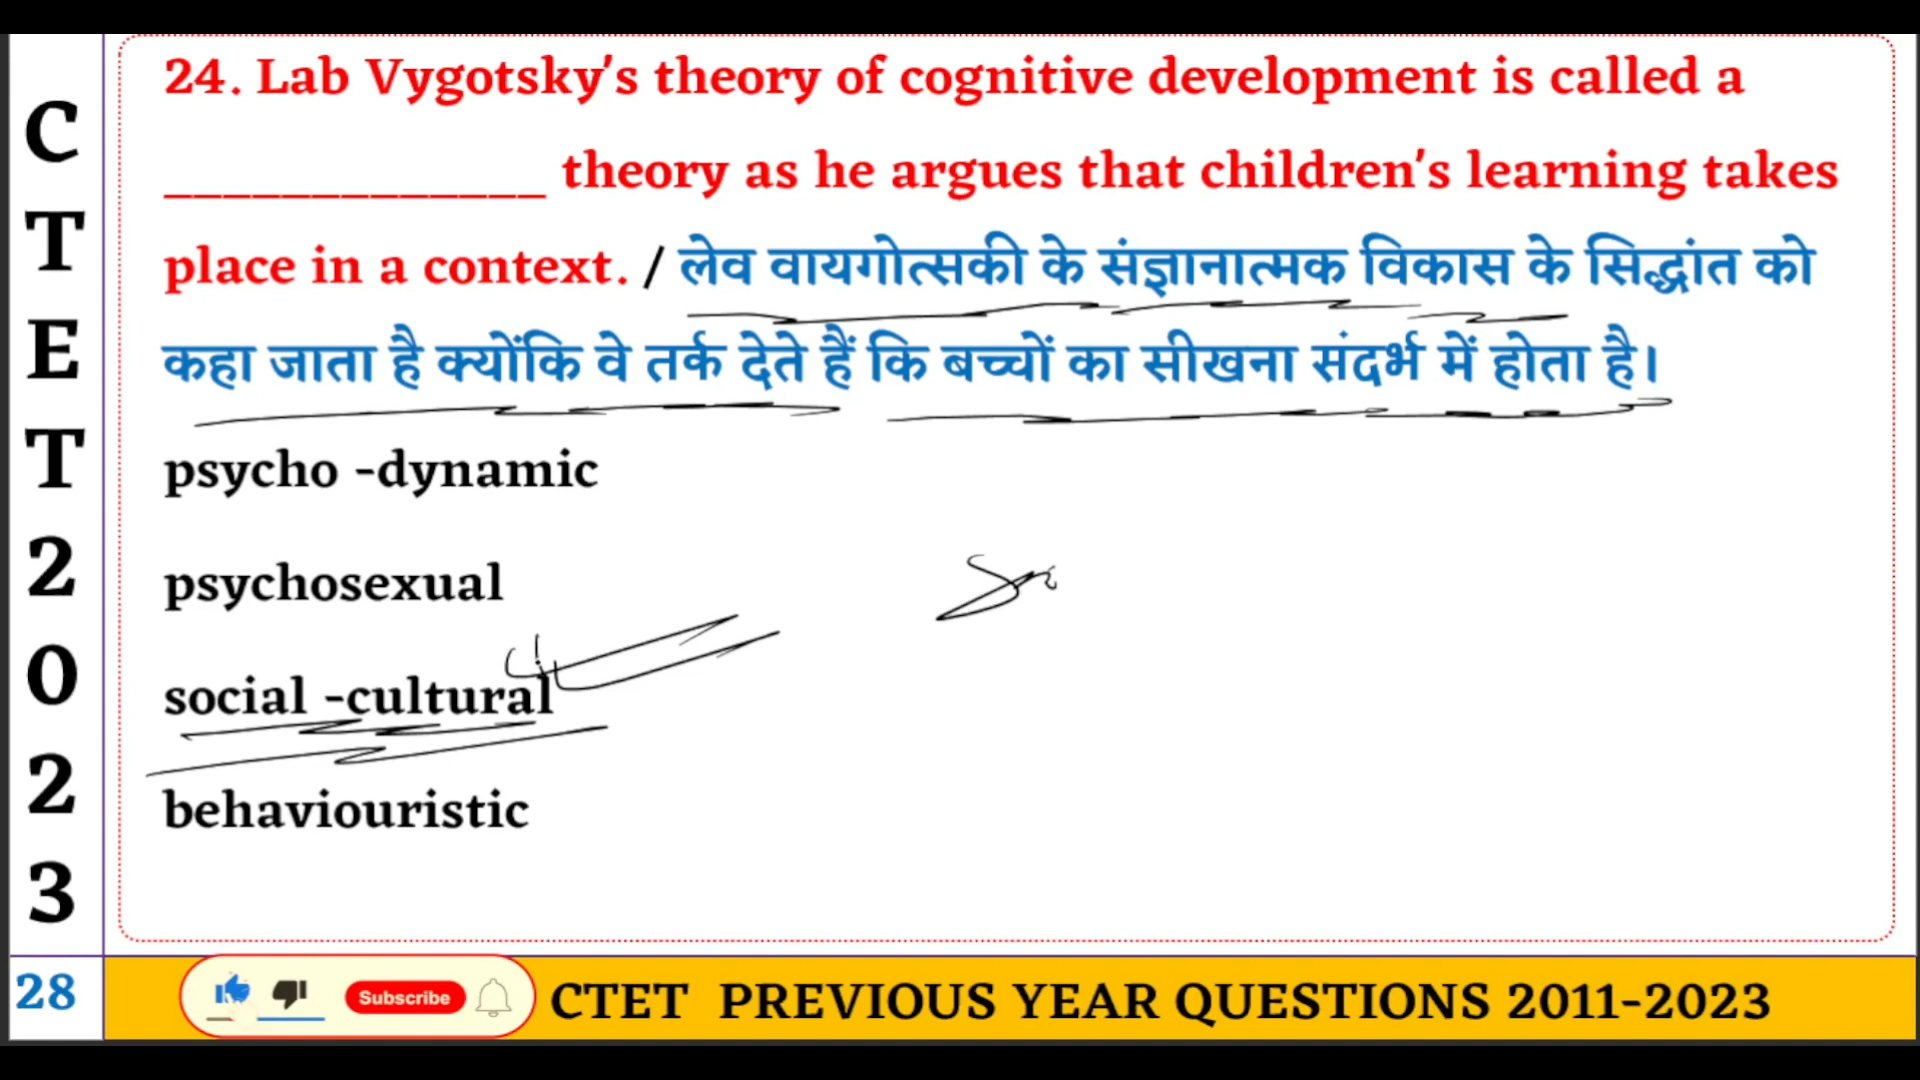 24. Lab Vygotsky's theory of cognitive development is called a
_____________ theory as he argues that children's learning takes
place in a context. / लेव वायगोत्सकी के संज्ञानात्मक विकास के सिद्धांत को
कहा जाता है क्योंकि वे तर्क देते हैं कि बच्चों का सीखना संदर्भ में होता है।
psycho -dynamic
psychosexual
social -cultural
behaviouristic
C
T
E
T
2
0
2
3
28
Subscribe
CTET PREVIOUS YEAR QUESTIONS 2011-2023